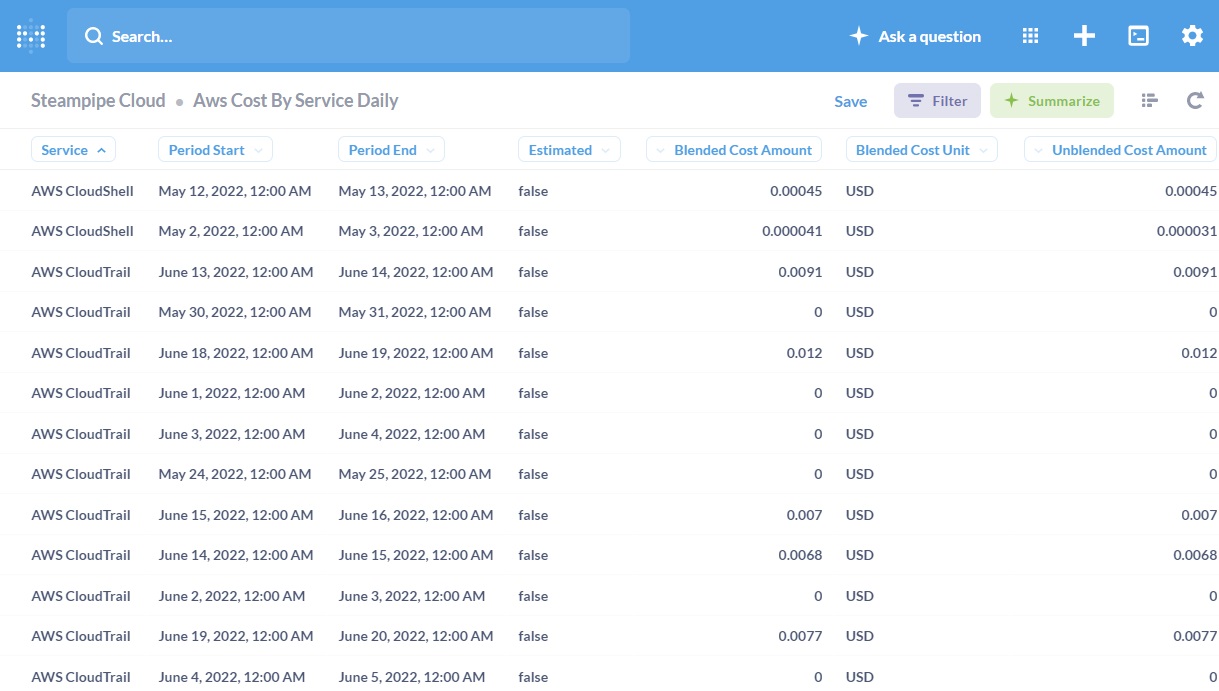 Search...
Ask a question
Steampipe Cloud • Aws Cost By Service Daily
Save
Filter
Summarize
Service Period Start Period End Estimated Blended Cost Amount Blended Cost Unit Unblended Cost Amount
AWS CloudShell May 12, 2022, 12:00 AM May 13, 2022, 12:00 AM false 0.00045 USD 0.00045
AWS CloudShell May 2, 2022, 12:00 AM May 3, 2022, 12:00 AM false 0.000041 USD 0.000031
AWS CloudTrail June 13, 2022, 12:00 AM June 14, 2022, 12:00 AM false 0.0091 USD 0.0091
AWS CloudTrail May 30, 2022, 12:00 AM May 31, 2022, 12:00 AM false 0 USD 0
AWS CloudTrail June 18, 2022, 12:00 AM June 19, 2022, 12:00 AM false 0.012 USD 0.012
AWS CloudTrail June 1, 2022, 12:00 AM June 2, 2022, 12:00 AM false 0 USD 0
AWS CloudTrail June 3, 2022, 12:00 AM June 4, 2022, 12:00 AM false 0 USD 0
AWS CloudTrail May 24, 2022, 12:00 AM May 25, 2022, 12:00 AM false 0 USD 0
AWS CloudTrail June 15, 2022, 12:00 AM June 16, 2022, 12:00 AM false 0.007 USD 0.007
AWS CloudTrail June 14, 2022, 12:00 AM June 15, 2022, 12:00 AM false 0.0068 USD 0.0068
AWS CloudTrail June 2, 2022, 12:00 AM June 3, 2022, 12:00 AM false 0 USD 0
AWS CloudTrail June 19, 2022, 12:00 AM June 20, 2022, 12:00 AM false 0.0077 USD 0.0077
AWS CloudTrail June 4, 2022, 12:00 AM June 5, 2022, 12:00 AM false 0 USD 0